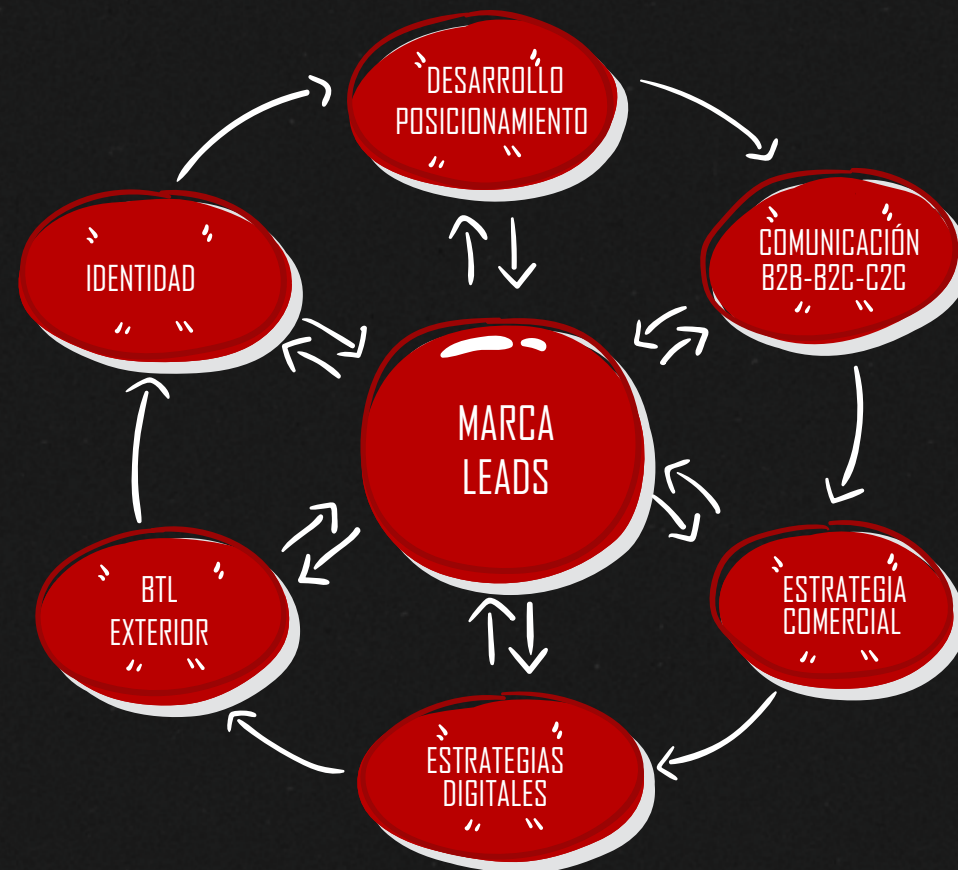 DESARROLLO
POSICIONAMIENTO
COMUNICACIÓN
B2B-B2C-C2C
IDENTIDAD
MARCA
LEADS
BTL
EXTERIOR
ESTRATEGIA
COMERCIAL
ESTRATEGIAS
DIGITALES